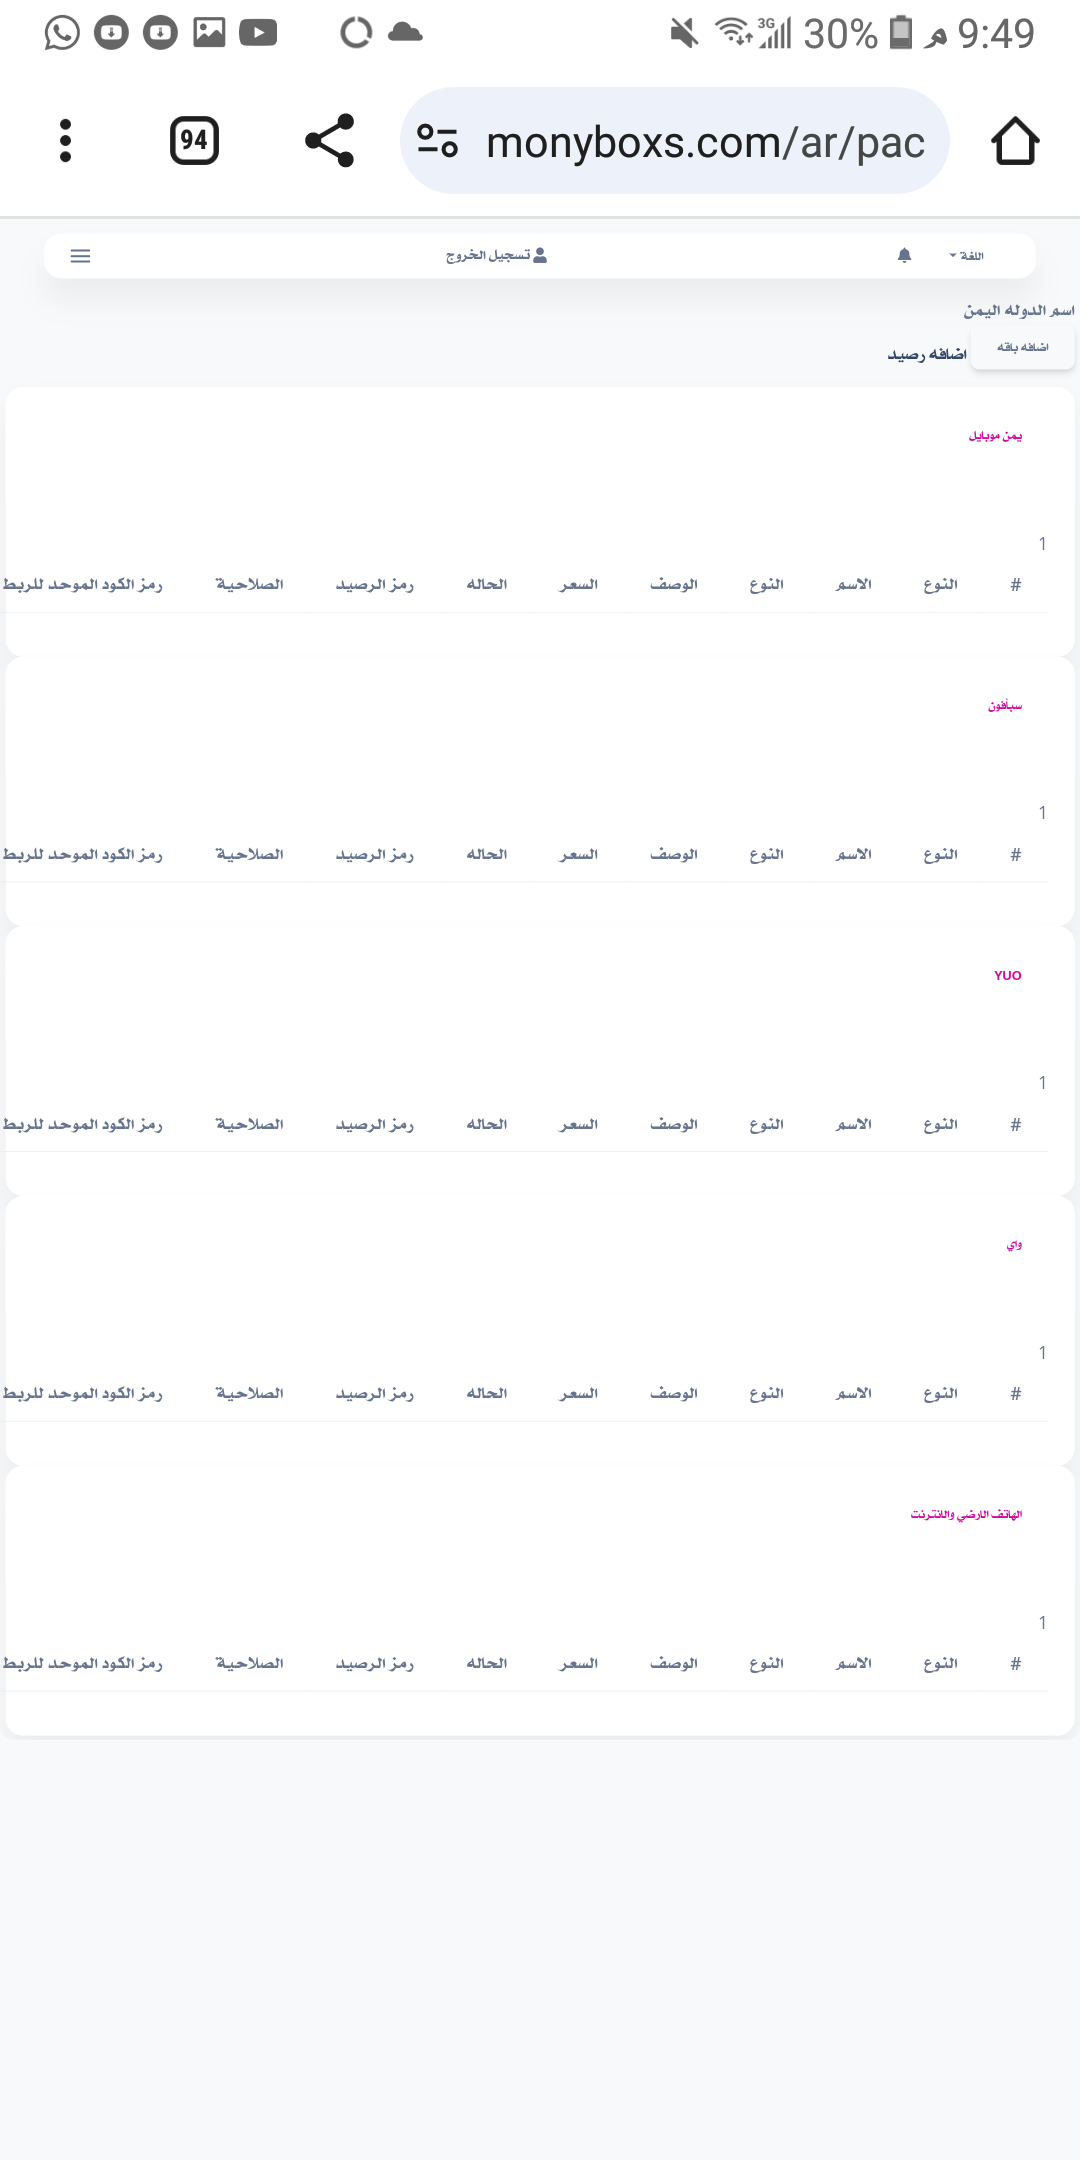 9:49 م 30% 3G
monyboxs.com/ar/pac
94
اللغة
تسجيل الخروج
اسم الدوله اليمن
اضافه باقه
اضافه رصيد
يمن موبايل
1
# النوع الاسم النوع الوصف السعر الحاله رمز الرصيد الصلاحية رمز الكود الموحد للربط
سبأفون
1
# النوع الاسم النوع الوصف السعر الحاله رمز الرصيد الصلاحية رمز الكود الموحد للربط
YUO
1
# النوع الاسم النوع الوصف السعر الحاله رمز الرصيد الصلاحية رمز الكود الموحد للربط
واي
1
# النوع الاسم النوع الوصف السعر الحاله رمز الرصيد الصلاحية رمز الكود الموحد للربط
الهاتف الارضي والانترنت
1
# النوع الاسم النوع الوصف السعر الحاله رمز الرصيد الصلاحية رمز الكود الموحد للربط